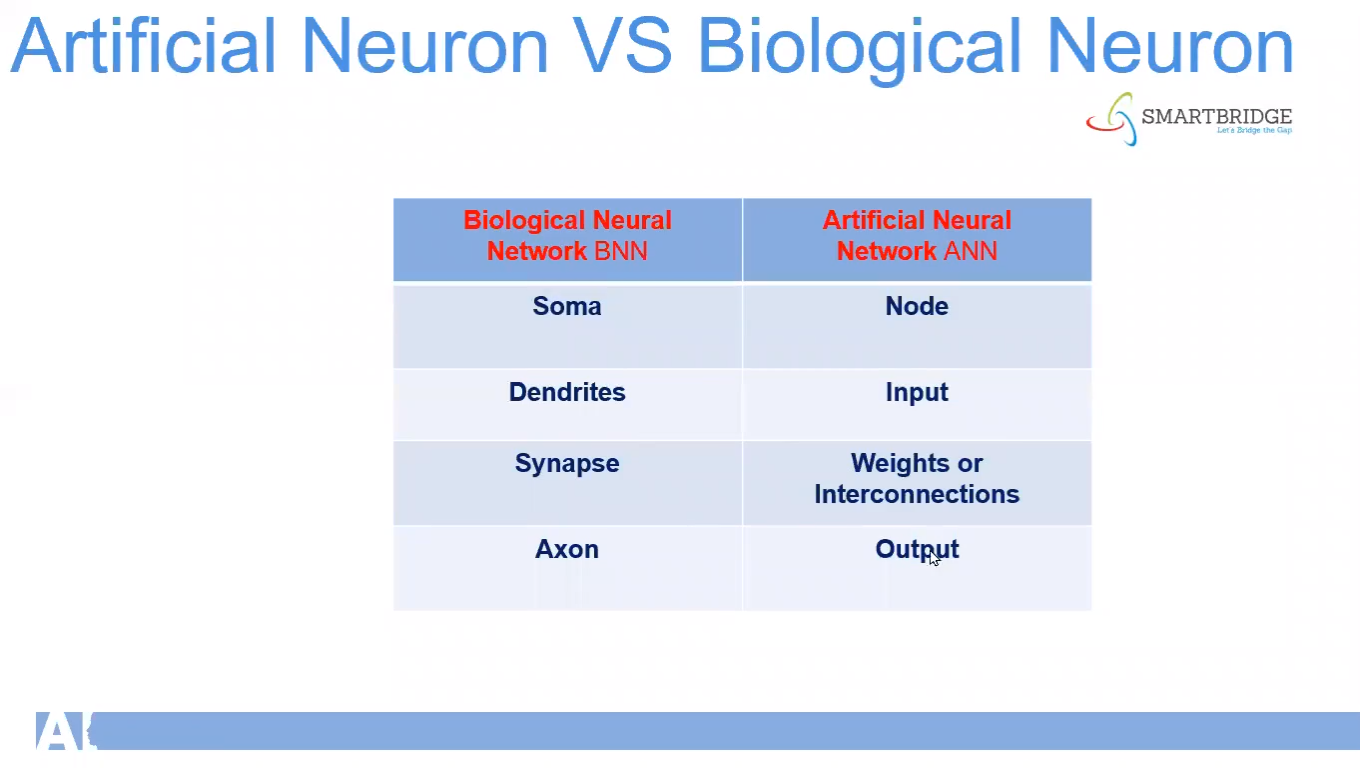 Artificial Neuron VS Biological Neuron
SMARTBRIDGE
Let's Bridge the Gap
Biological Neural
Network BNN
Artificial Neural
Network ANN
Soma
Node
Dendrites
Input
Synapse
Weights or
Interconnections
Axon
Output